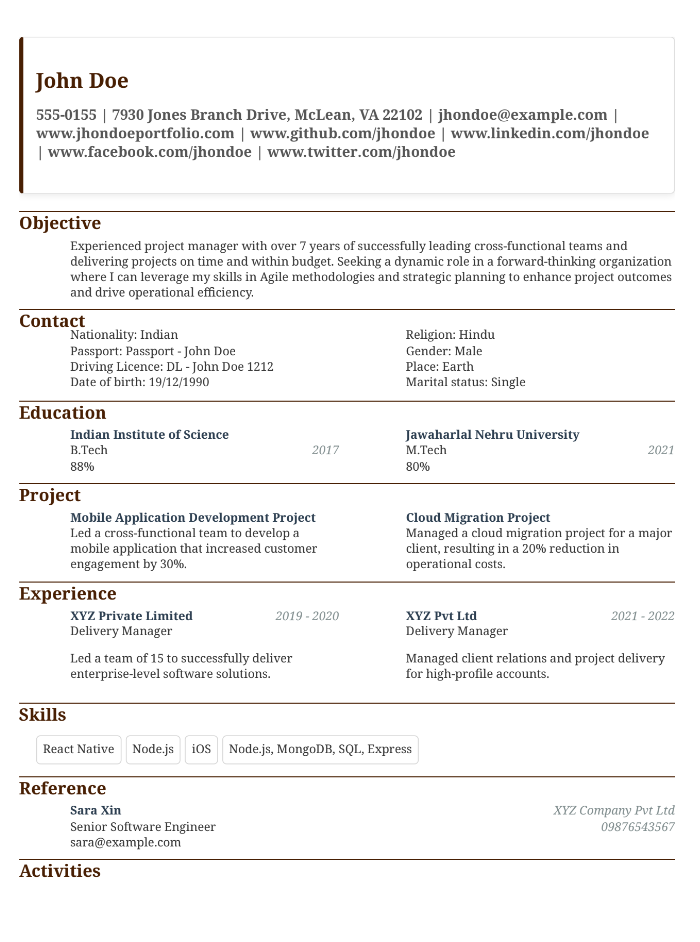 John Doe
555-0155 | 7930 Jones Branch Drive, McLean, VA 22102 | jhondoe@example.com |
www.jhondoeportfolio.com | www.github.com/jhondoe | www.linkedin.com/jhondoe
| www.facebook.com/jhondoe | www.twitter.com/jhondoe
Objective
Experienced project manager with over 7 years of successfully leading cross-functional teams and
delivering projects on time and within budget. Seeking a dynamic role in a forward-thinking organization
where I can leverage my skills in Agile methodologies and strategic planning to enhance project outcomes
and drive operational efficiency.
Contact
Nationality: Indian
Passport: Passport - John Doe
Driving Licence: DL - John Doe 1212
Date of birth: 19/12/1990
Religion: Hindu
Gender: Male
Place: Earth
Marital status: Single
Education
Indian Institute of Science
B.Tech 2017
88%
Jawaharlal Nehru University
M.Tech 2021
80%
Project
Mobile Application Development Project
Led a cross-functional team to develop a
mobile application that increased customer
engagement by 30%.
Cloud Migration Project
Managed a cloud migration project for a major
client, resulting in a 20% reduction in
operational costs.
Experience
XYZ Private Limited 2019 - 2020
Delivery Manager
Led a team of 15 to successfully deliver
enterprise-level software solutions.
XYZ Pvt Ltd 2021 - 2022
Delivery Manager
Managed client relations and project delivery
for high-profile accounts.
Skills
React Native Node.js iOS Node.js, MongoDB, SQL, Express
Reference
Sara Xin XYZ Company Pvt Ltd
Senior Software Engineer 09876543567
sara@example.com
Activities